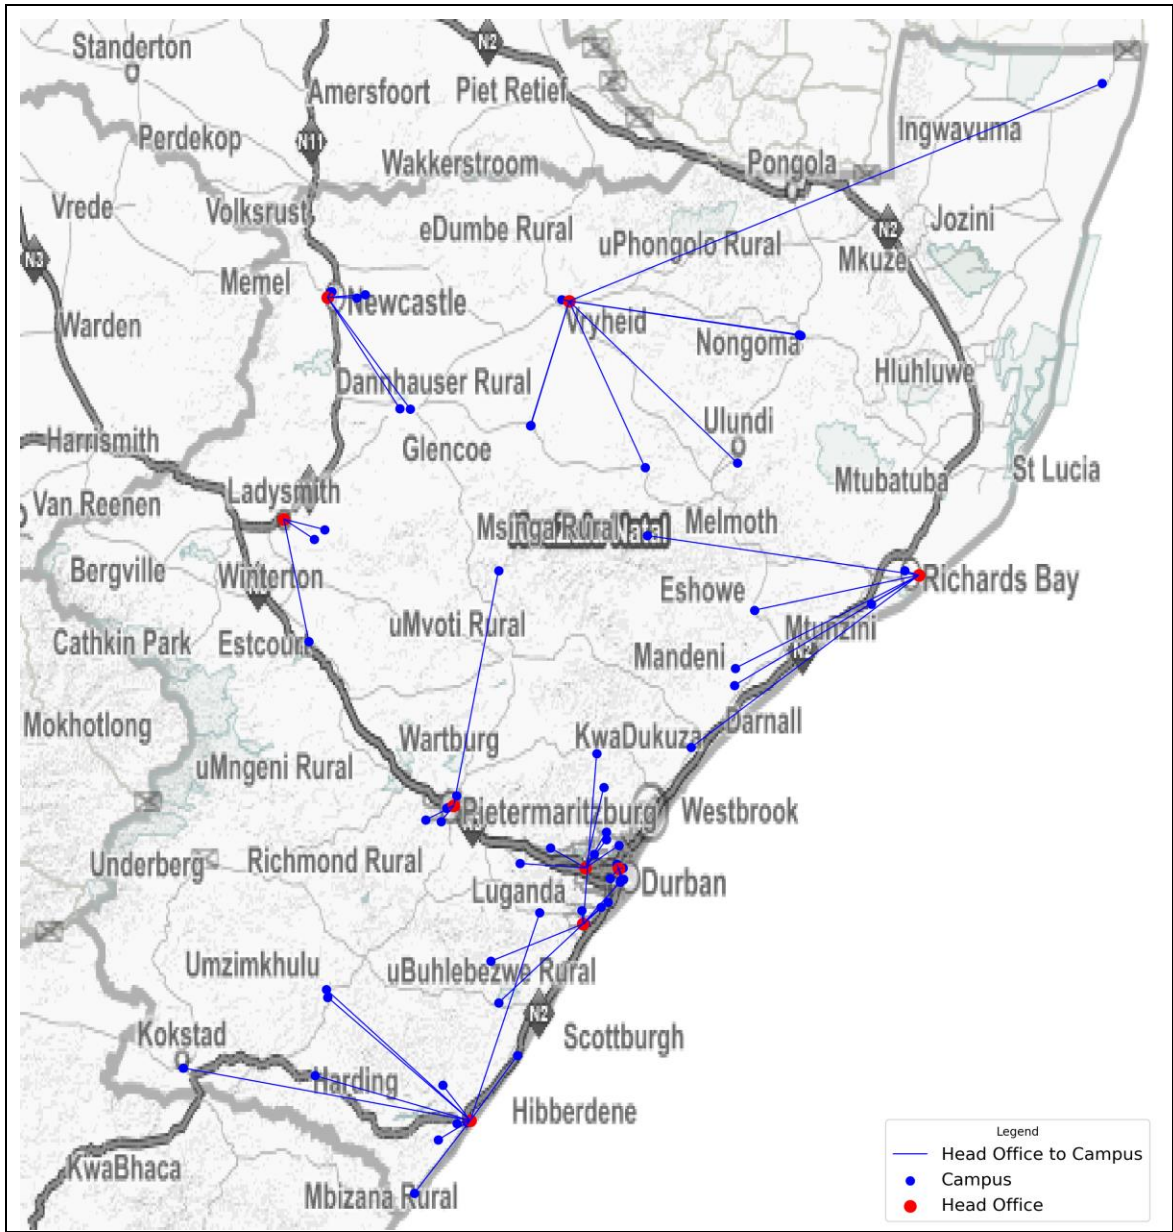 Standerton
N2
Amersfoort
Piet Retief
Ingwavuma
Perdekop
N11
Wakkerstroom
Pongola
Vrede
Volksrust
eDumbe Rural
uPhongolo Rural
N2
Jozini
Mkuze
N3
Memel
Newcastle
Warden
Vryheid
Nongoma
Hluhluwe
Dannhauser Rural
Glencoe
Ulundi
Harrismith
Ladysmith
Mtubatuba
St Lucia
Van Reenen
Msinga Rural
Natal
Melmoth
Bergville
Winterton
Eshowe
Richards Bay
uMvoti Rural
Mtunzini
Cathkin Park
Estcourt
Mandeni
N2
Mokhotlong
Darnall
Wartburg
KwaDukuza
uMngeni Rural
Pietermaritzburg
Westbrook
Underberg
Richmond Rural
Luganda
Durban
Umzimkhulu
uBuhlebezwe Rural
N2
Kokstad
Scottburgh
Harding
Hibberdene
KwaBhaca
Mbizana Rural
Legend
Head Office to Campus
Campus
Head Office